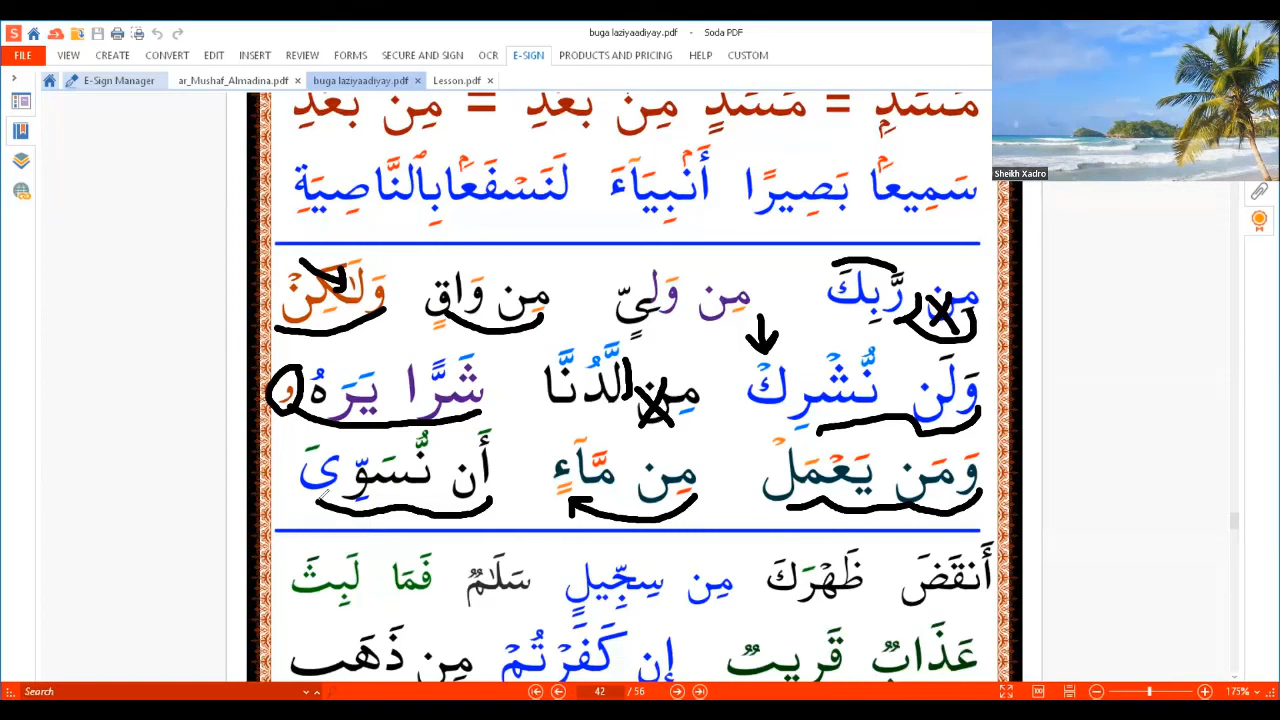 buga laziyaadiyay.pdf - Soda PDF
FILE VIEW CREATE CONVERT EDIT INSERT REVIEW FORMS SECURE AND SIGN OCR E-SIGN PRODUCTS AND PRICING HELP CUSTOM
E-Sign Manager ar_Mushaf_Almadina.pdf × buga laziyaadiyay.pdf × Lesson.pdf ×
Sheikh Xadro
مَسَدِۭ = مَسَدٍ مِنۢ بَعْدِ = مِنۢ بَعْدِ
سَمِيعَۢا بَصِيرًا أَنۢبِيَآءَ لَنَسْفَعَۢا بِٱلنَّاصِيَةِ
مِن رَّبِكَ مِن وَلِىّٖ مِن وَاقٍ وَلَٰكِنْ
وَلَن نُّشْرِكْ مِن لَّدُنَّا شَرًّا يَرَهُۥ
وَمَن يَعْمَلْ مِن مَّآءٍ أَن نُّسَوِّىَ
أَنقَضَ ظَهْرَكَ مِن سِجِّيلٍ سَلَٰمٌ فَمَا لَبِثَ
عَذَابٌ قَرِيبٌ إِن كَفَرْتُمْ مِن ذَهَب
Search 42 / 56 175%